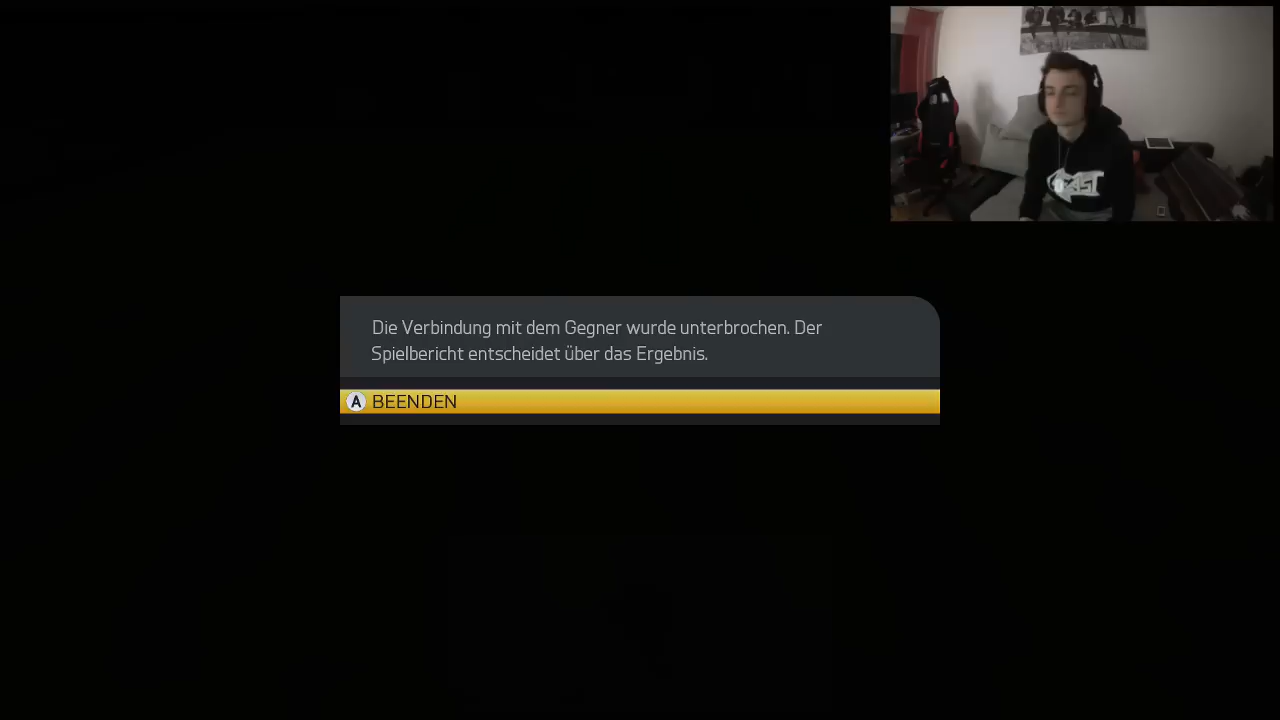 Die Verbindung mit dem Gegner wurde unterbrochen. Der
Spielbericht entscheidet über das Ergebnis.
A BEENDEN